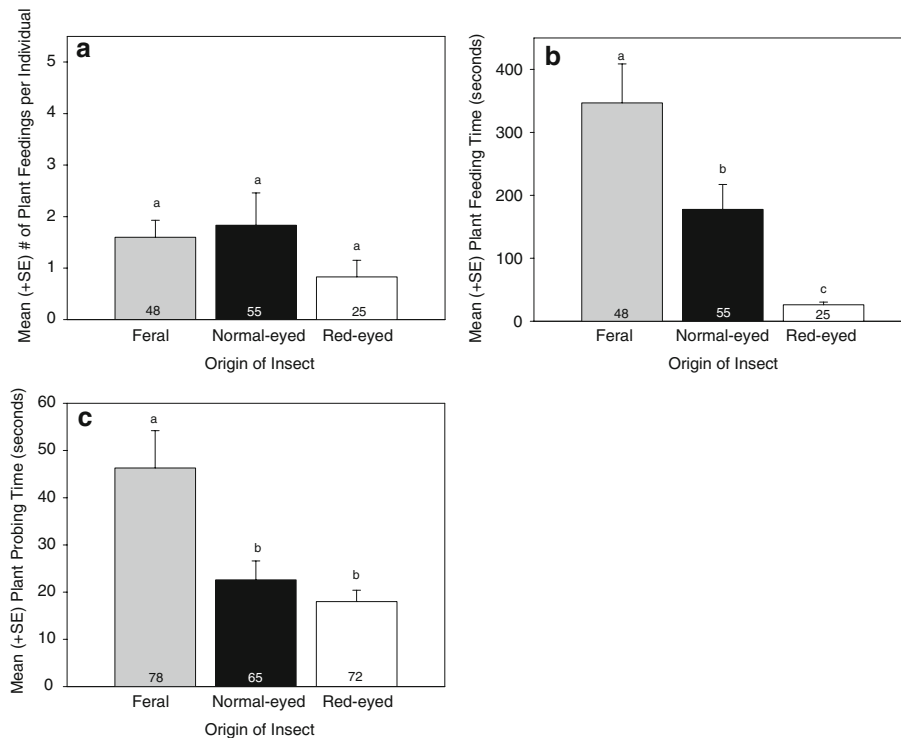 a
Mean (+SE) # of Plant Feedings per Individual
5
4
3
2
1
0
a
a
a
48
55
25
Feral
Normal-eyed
Red-eyed
Origin of Insect
b
Mean (+SE) Plant Feeding Time (seconds)
400
300
200
100
0
a
b
c
48
55
25
Feral
Normal-eyed
Red-eyed
Origin of Insect
c
Mean (+SE) Plant Probing Time (seconds)
60
50
40
30
20
10
0
a
b
b
78
65
72
Feral
Normal-eyed
Red-eyed
Origin of Insect